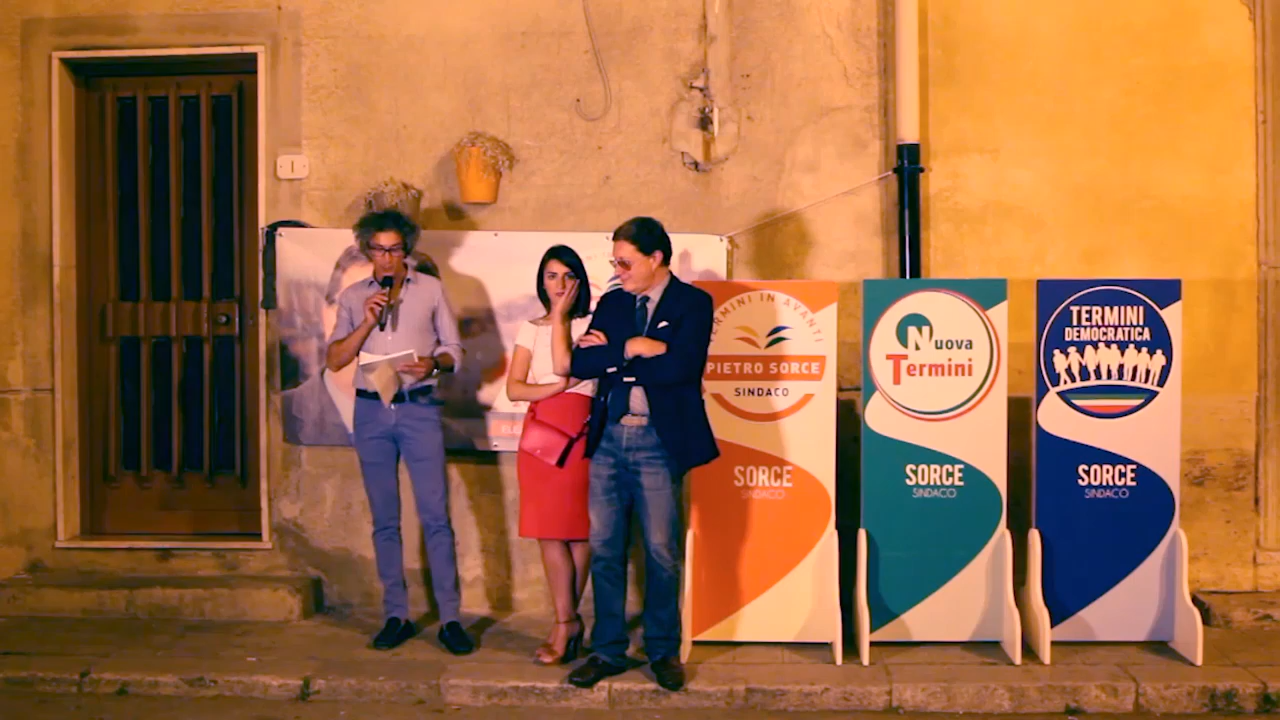 TERMINI IN AVANTI
PIETRO SORCE
SINDACO
SORCE
SINDACO
Nuova
Termini
SORCE
SINDACO
TERMINI
DEMOCRATICA
SORCE
SINDACO